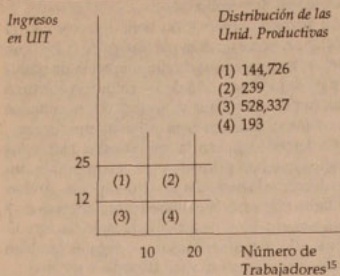 Ingresos
en UIT
Distribución de las
Unid. Productivas
(1) 144,726
(2) 239
(3) 528,337
(4) 193
25
(1) (2)
12
(3) (4)
10 20
Número de
Trabajadores15